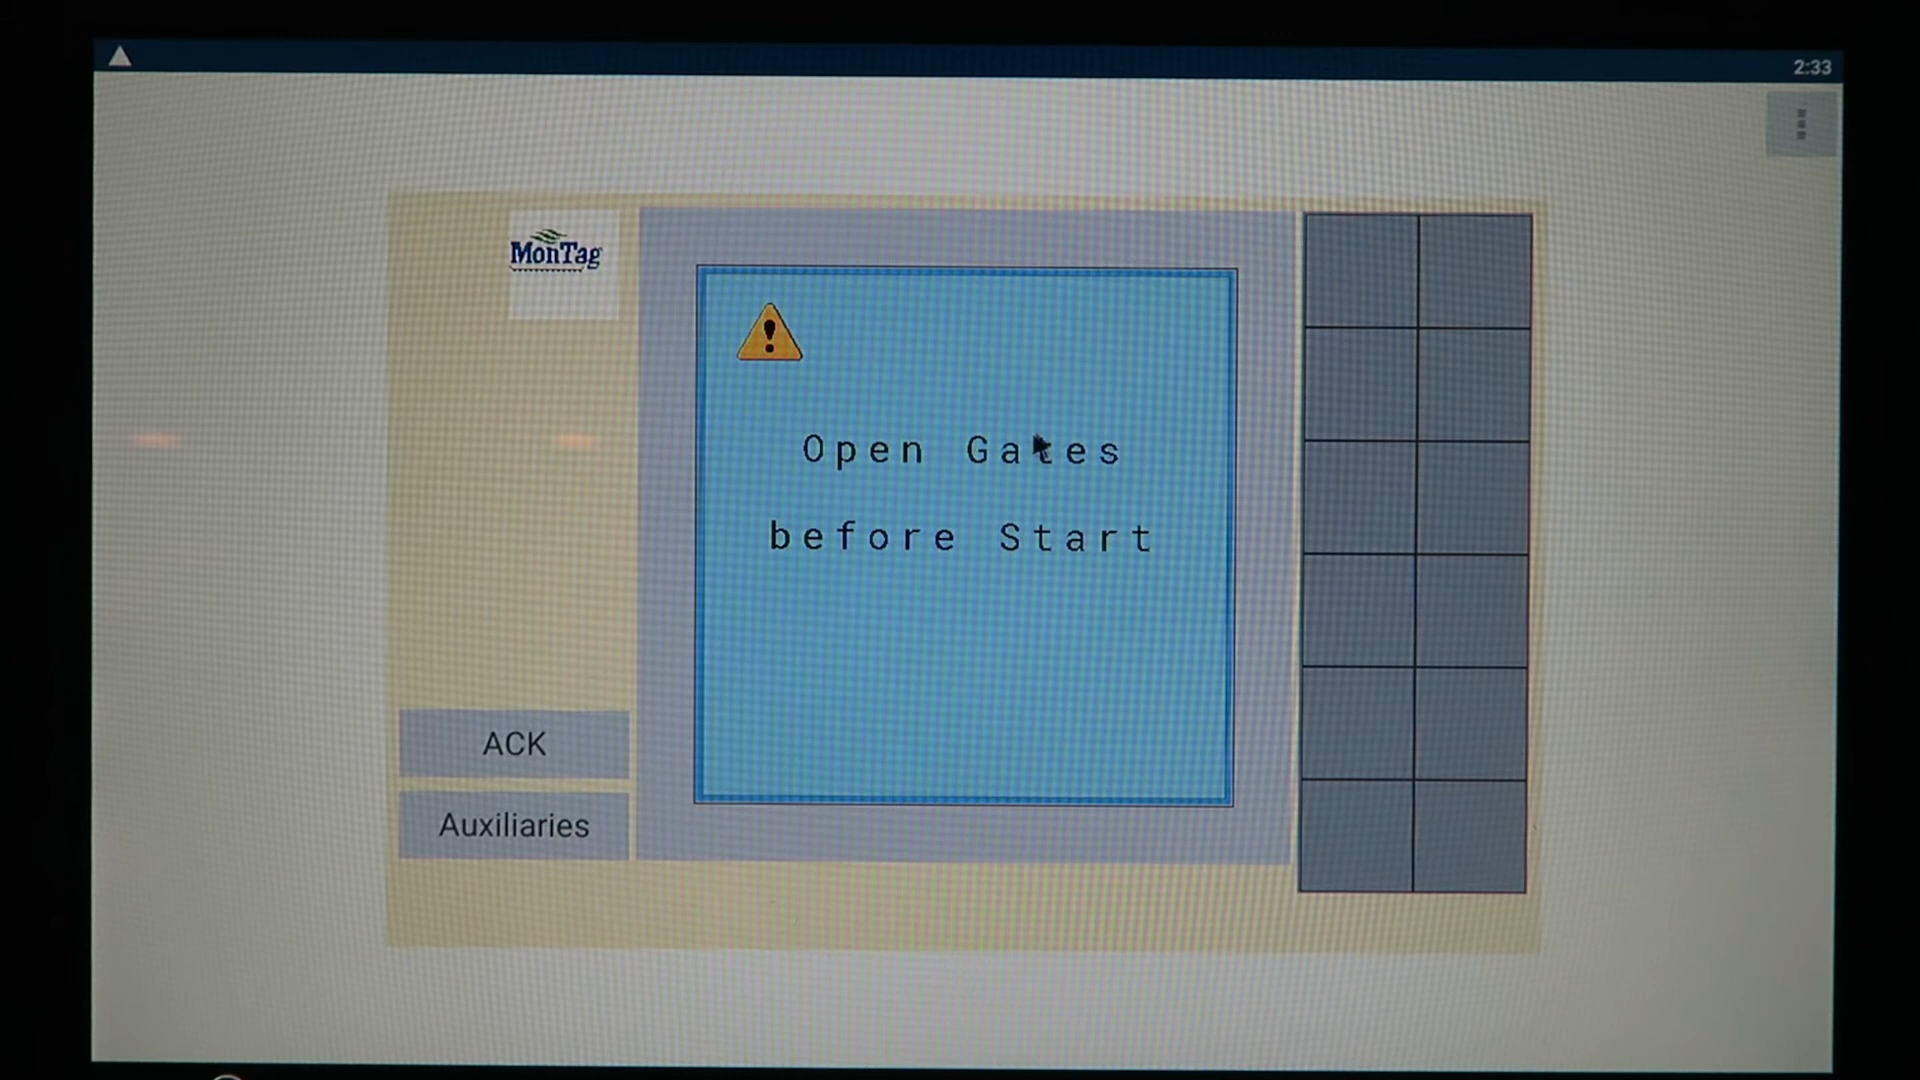 2:33
MonTag
Open Gates
before Start
ACK
Auxiliaries